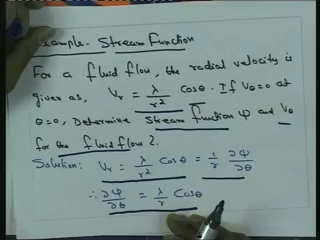 Example. Stream Function
For a fluid flow, the radial velocity is
given as, Vr = λ/r² cosθ. If Vθ=0 at
θ=0, Determine Stream function φ and Vθ
for the fluid flow?
Solution: Vr = λ/r² cosθ = 1/r ∂φ/∂θ
∴ ∂φ/∂θ = λ/r cosθ